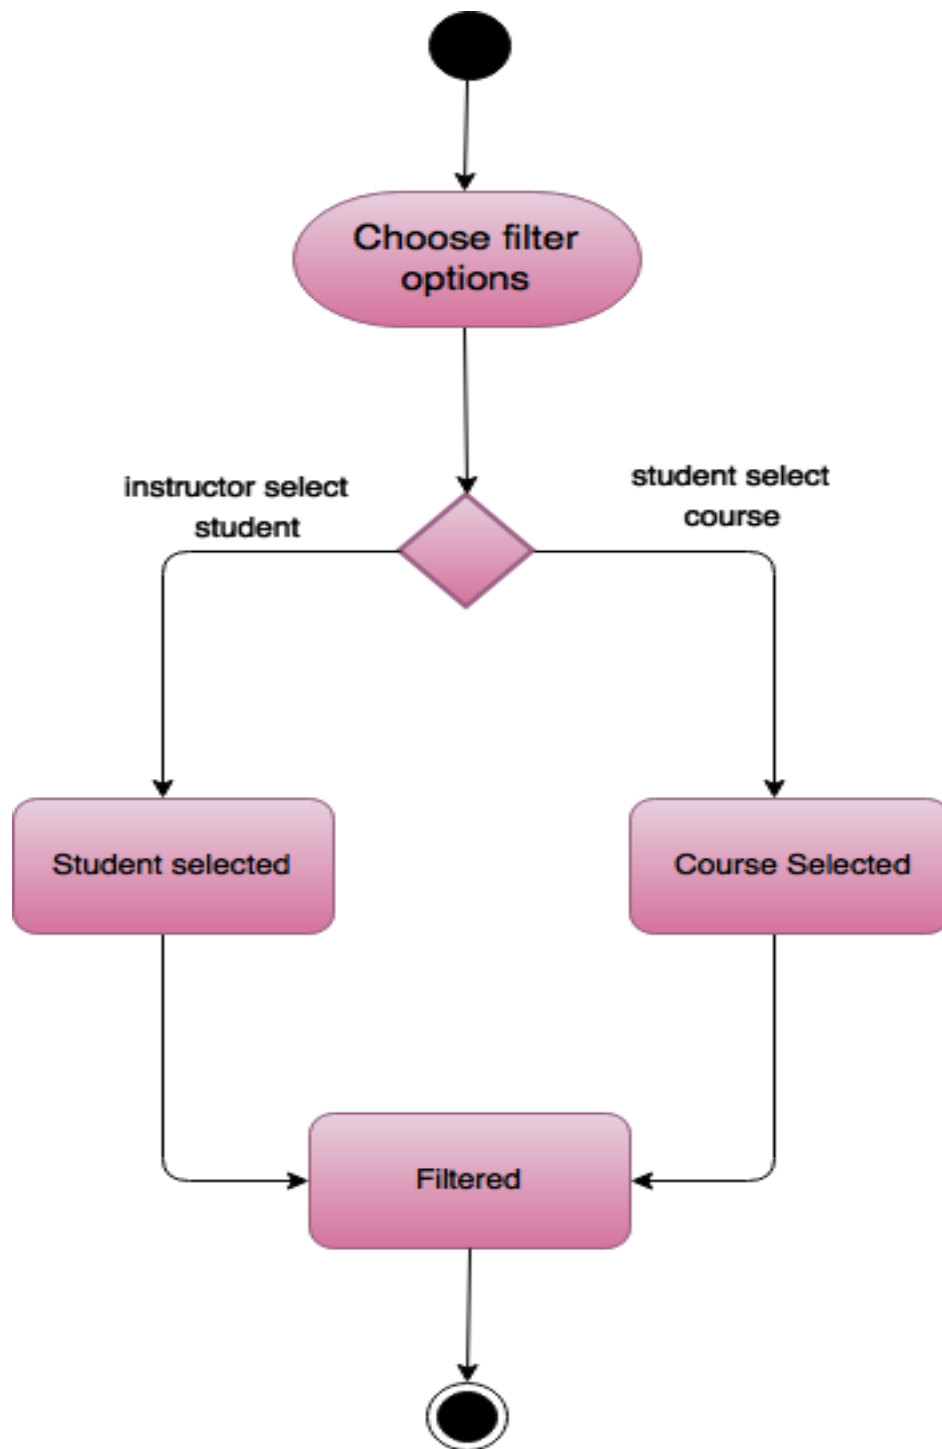 Choose filter
options
instructor select
student
student select
course
Student selected
Course Selected
Filtered